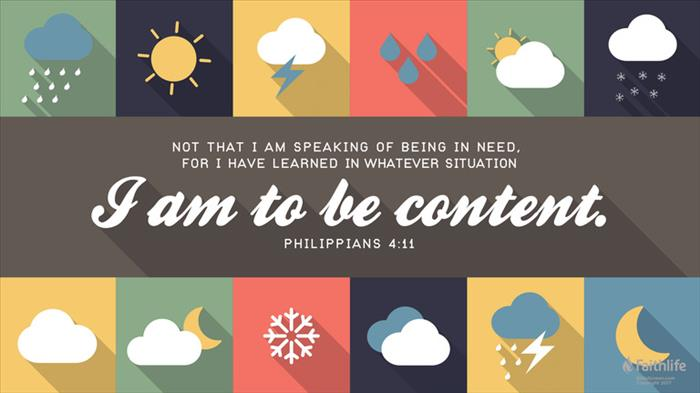 NOT THAT I AM SPEAKING OF BEING IN NEED,
FOR I HAVE LEARNED IN WHATEVER SITUATION
I am to be content.
PHILIPPIANS 4:11
Faithlife